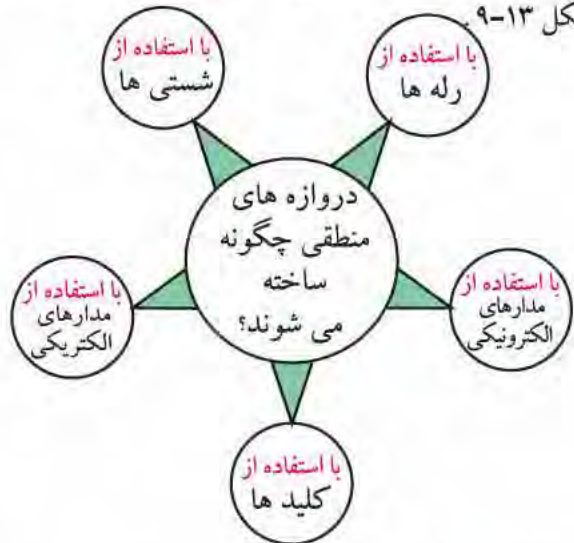 کل ۱۳-۹
با استفاده از
رله ها
با استفاده از
شستی ها
دروازه های
منطقی چگونه
ساخته
می شوند؟
با استفاده از
مدارهای
الکترونیکی
با استفاده از
مدارهای
الکتریکی
با استفاده از
کلید ها